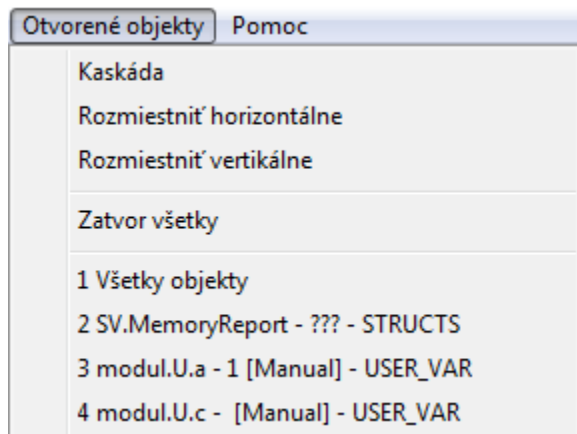 Otvorené objekty Pomoc
Kaskáda
Rozmiestniť horizontálne
Rozmiestniť vertikálne
Zatvor všetky
1 Všetky objekty
2 SV.MemoryReport - ??? - STRUCTS
3 modul.U.a - 1 [Manual] - USER_VAR
4 modul.U.c -  [Manual] - USER_VAR